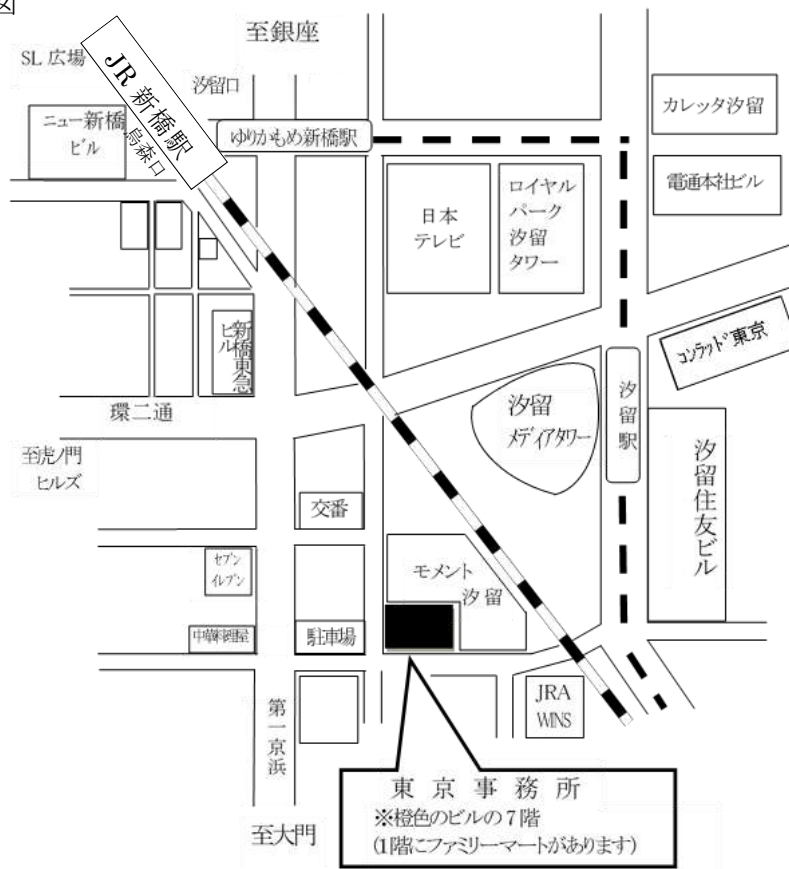 図
至銀座
SL 広場
JR 新橋駅
烏森口
汐留口
ニュー新橋
ビル
ゆりかもめ新橋駅
カレッタ汐留
電通本社ビル
日本
テレビ
ロイヤル
パーク
汐留
タワー
新橋東急
ビル
コンラッド東京
環二通
汐留
メディアタワー
汐留駅
至虎ノ門
ヒルズ
汐留住友ビル
交番
セブン
イレブン
モメント
汐留
中華料理屋
駐車場
JRA
WINS
第一京浜
東京事務所
※橙色のビルの7階
(1階にファミリーマートがあります)
至大門